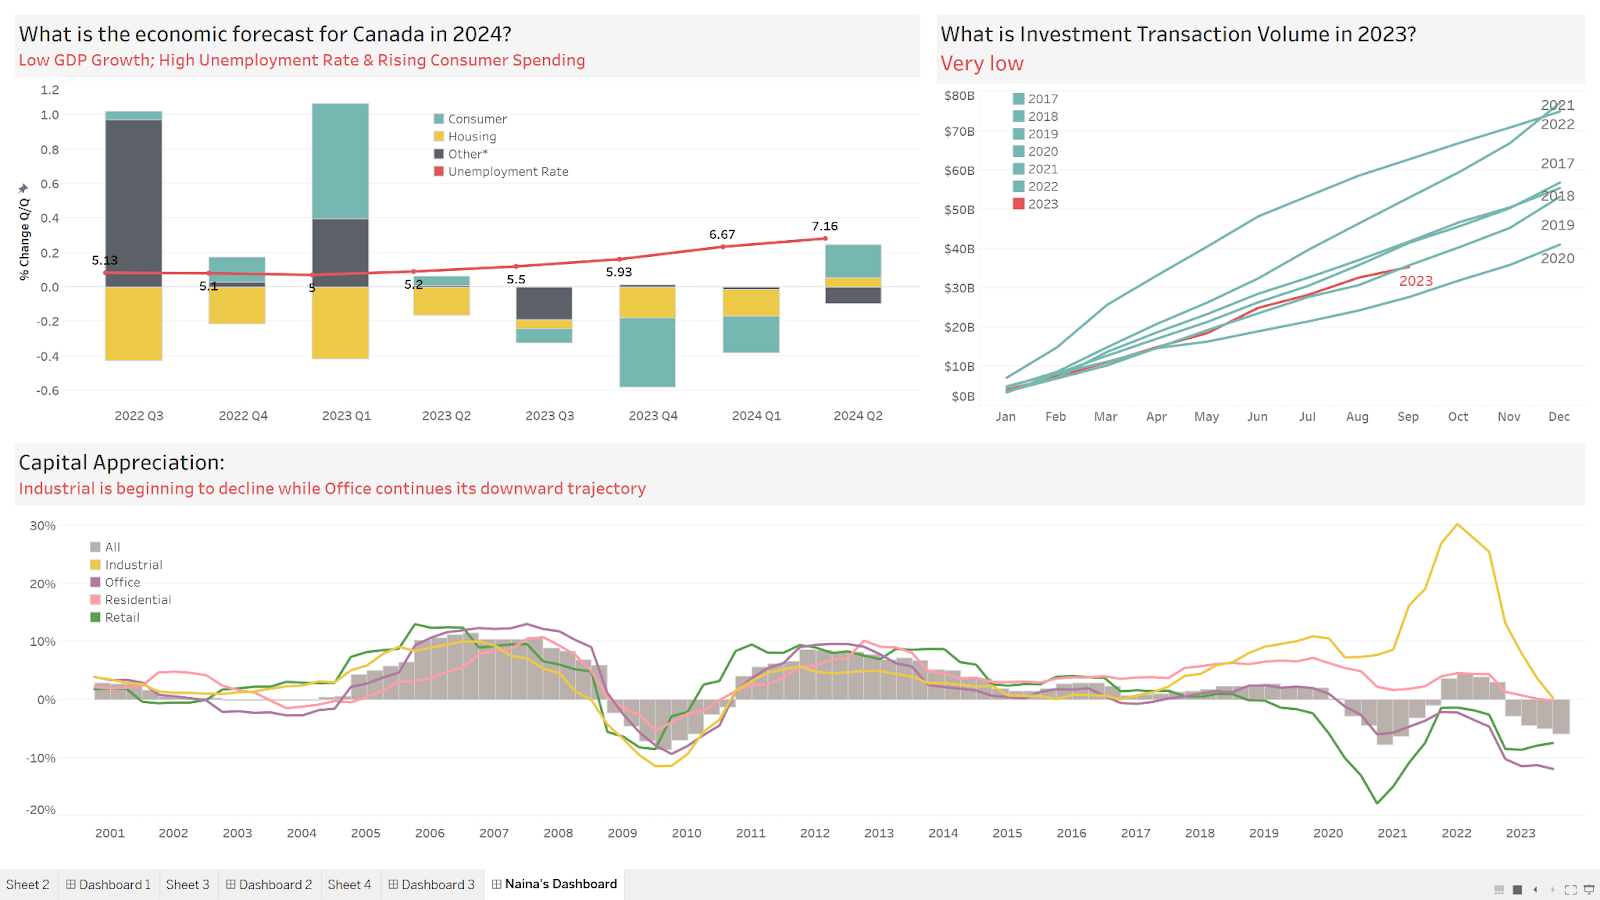 What is the economic forecast for Canada in 2024?
Low GDP Growth; High Unemployment Rate & Rising Consumer Spending
% Change Q/Q
1.2
1.0
0.8
0.6
0.4
0.2
0.0
-0.2
-0.4
-0.6
Consumer
Housing
Other*
Unemployment Rate
5.13
5.1
5
5.2
5.5
5.93
6.67
7.16
2022 Q3
2022 Q4
2023 Q1
2023 Q2
2023 Q3
2023 Q4
2024 Q1
2024 Q2
What is Investment Transaction Volume in 2023?
Very low
$80B
$70B
$60B
$50B
$40B
$30B
$20B
$10B
$0B
2017
2018
2019
2020
2021
2022
2023
2021
2022
2017
2018
2019
2020
2023
Jan
Feb
Mar
Apr
May
Jun
Jul
Aug
Sep
Oct
Nov
Dec
Capital Appreciation:
Industrial is beginning to decline while Office continues its downward trajectory
30%
20%
10%
0%
-10%
-20%
All
Industrial
Office
Residential
Retail
2001
2002
2003
2004
2005
2006
2007
2008
2009
2010
2011
2012
2013
2014
2015
2016
2017
2018
2019
2020
2021
2022
2023
Sheet 2
Dashboard 1
Sheet 3
Dashboard 2
Sheet 4
Dashboard 3
Naina's Dashboard